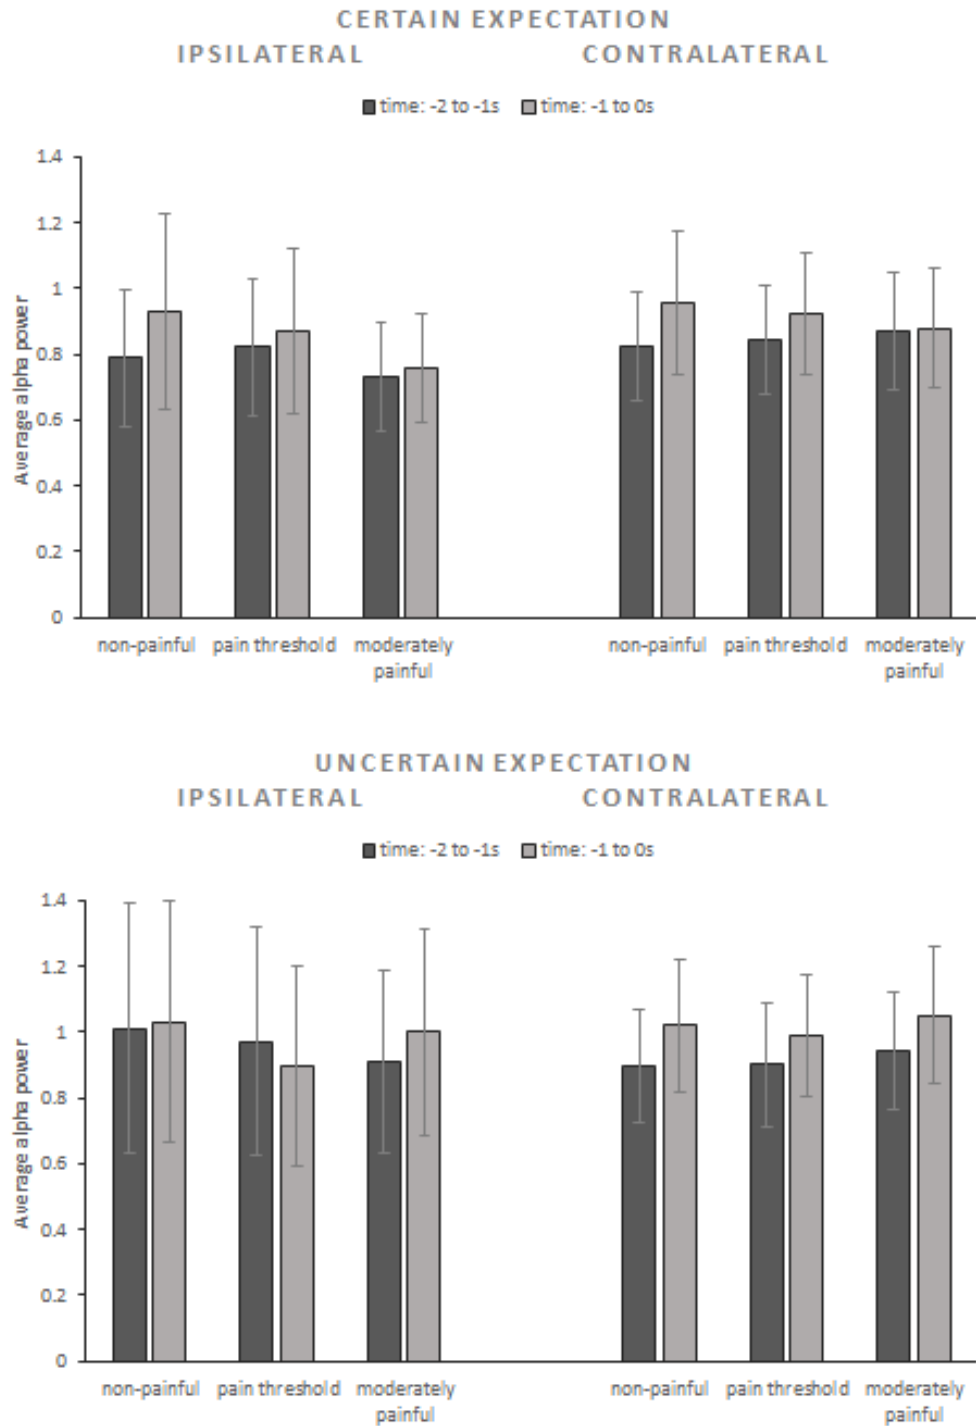 CERTAIN EXPECTATION
IPSILATERAL CONTRALATERAL
time: -2 to -1s time: -1 to 0s
Average alpha power
1.4
1.2
1
0.8
0.6
0.4
0.2
0
non-painful pain threshold moderately painful non-painful pain threshold moderately painful
UNCERTAIN EXPECTATION
IPSILATERAL CONTRALATERAL
time: -2 to -1s time: -1 to 0s
Average alpha power
1.4
1.2
1
0.8
0.6
0.4
0.2
0
non-painful pain threshold moderately painful non-painful pain threshold moderately painful